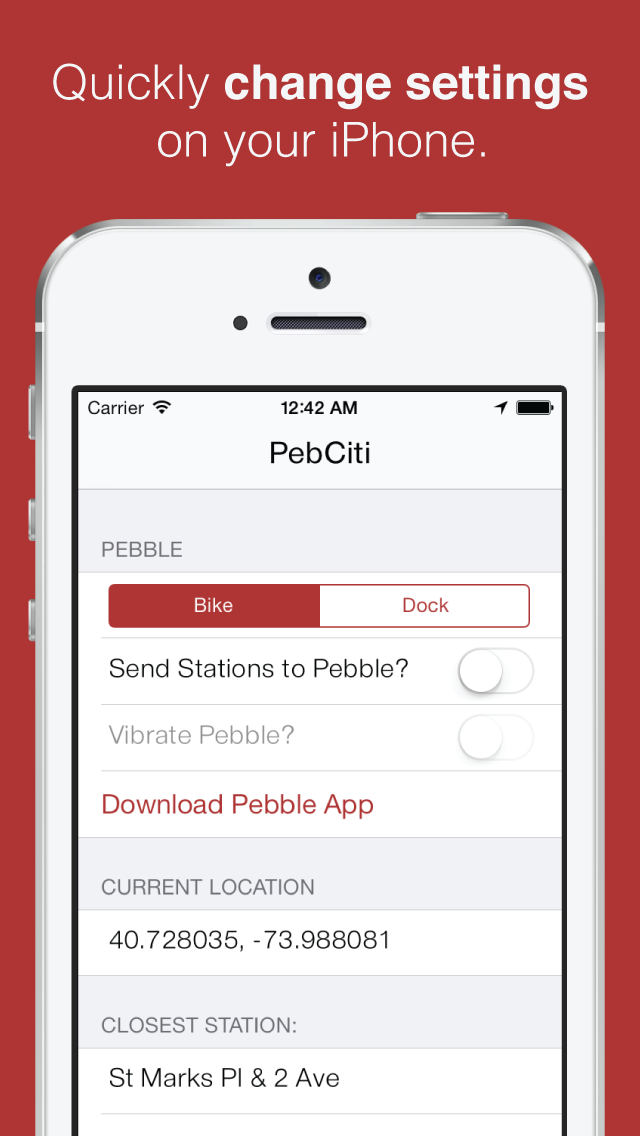 Quickly change settings
on your iPhone.
Carrier 12:42 AM
PebCiti
PEBBLE
Bike Dock
Send Stations to Pebble?
Vibrate Pebble?
Download Pebble App
CURRENT LOCATION
40.728035, -73.988081
CLOSEST STATION:
St Marks Pl & 2 Ave